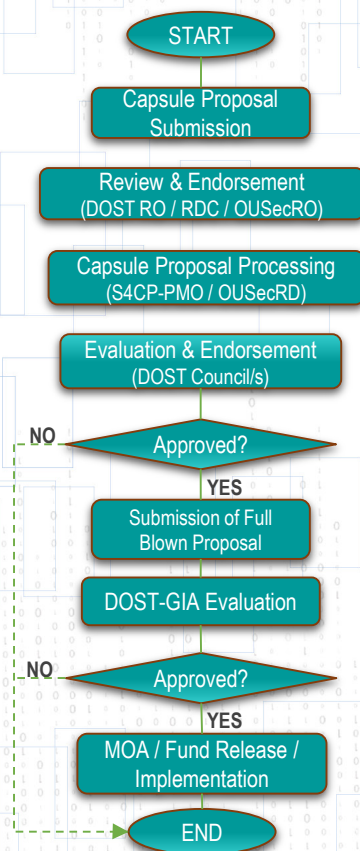 START
Capsule Proposal
Submission
Review & Endorsement
(DOST RO / RDC / OUSecRO)
Capsule Proposal Processing
(S4CP-PMO / OUSecRD)
Evaluation & Endorsement
(DOST Council/s)
NO
Approved?
YES
Submission of Full
Blown Proposal
DOST-GIA Evaluation
NO
Approved?
YES
MOA / Fund Release /
Implementation
END